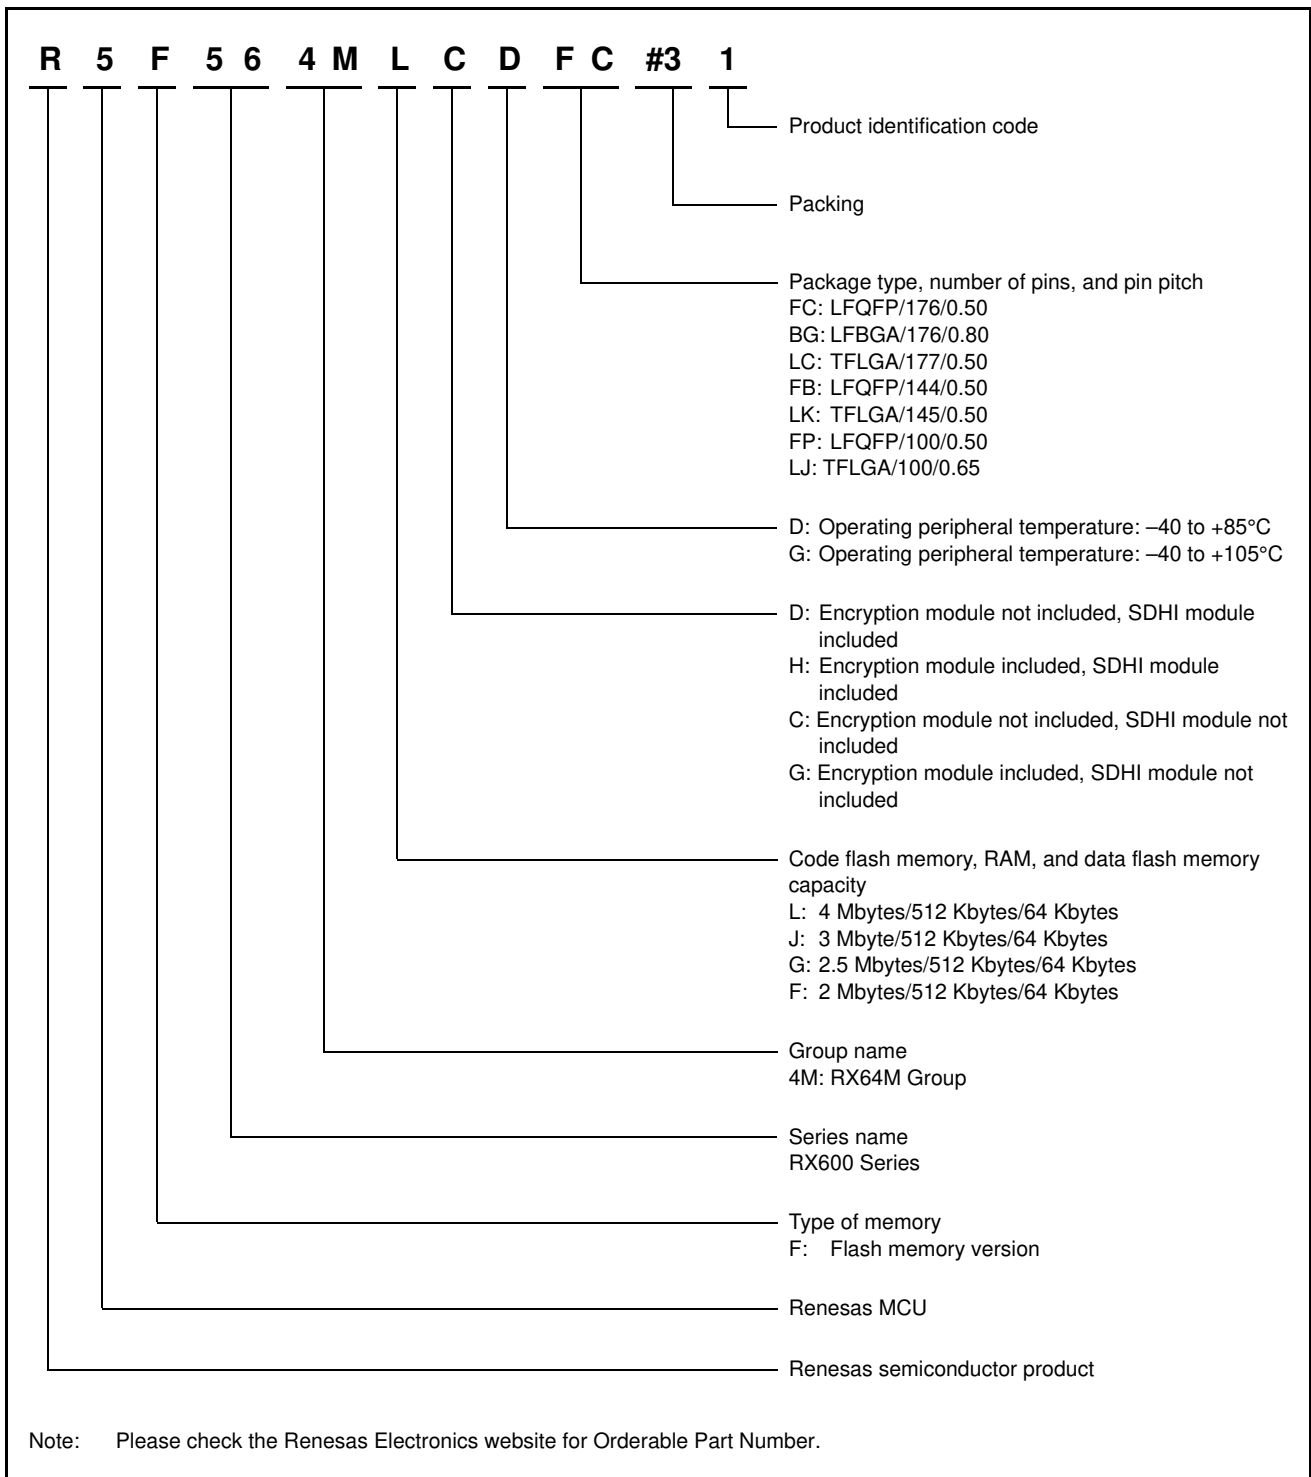 R 5 F 5 6 4 M L C D F C #3 1
Product identification code
Packing
Package type, number of pins, and pin pitch
FC: LFQFP/176/0.50
BG: LFBGA/176/0.80
LC: TFLGA/177/0.50
FB: LFQFP/144/0.50
LK: TFLGA/145/0.50
FP: LFQFP/100/0.50
LJ: TFLGA/100/0.65
D: Operating peripheral temperature: –40 to +85°C
G: Operating peripheral temperature: –40 to +105°C
D: Encryption module not included, SDHI module
included
H: Encryption module included, SDHI module
included
C: Encryption module not included, SDHI module not
included
G: Encryption module included, SDHI module not
included
Code flash memory, RAM, and data flash memory
capacity
L: 4 Mbytes/512 Kbytes/64 Kbytes
J: 3 Mbyte/512 Kbytes/64 Kbytes
G: 2.5 Mbytes/512 Kbytes/64 Kbytes
F: 2 Mbytes/512 Kbytes/64 Kbytes
Group name
4M: RX64M Group
Series name
RX600 Series
Type of memory
F: Flash memory version
Renesas MCU
Renesas semiconductor product
Note: Please check the Renesas Electronics website for Orderable Part Number.